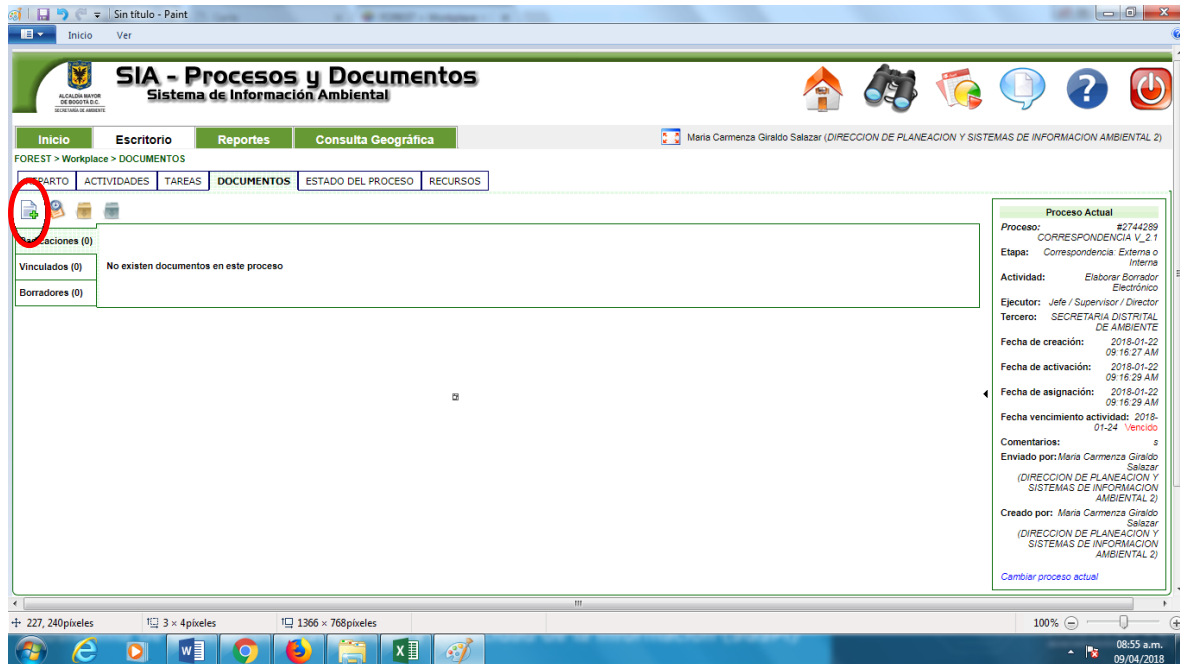 Sin título - Paint
Inicio Ver
SIA - Procesos y Documentos
Sistema de Información Ambiental
ALCALDÍA MAYOR
DE BOGOTÁ D.C.
SECRETARÍA DE AMBIENTE
Inicio Escritorio Reportes Consulta Geográfica
Maria Carmenza Giraldo Salazar (DIRECCION DE PLANEACION Y SISTEMAS DE INFORMACION AMBIENTAL 2)
FOREST > Workplace > DOCUMENTOS
ACTIVIDADES TAREAS DOCUMENTOS ESTADO DEL PROCESO RECURSOS
Vinculados (0)
Borradores (0)
No existen documentos en este proceso
Proceso Actual
Proceso: #2744289
CORRESPONDENCIA V_2.1
Etapa: Correspondencia: Externa o
Interna
Actividad: Elaborar Borrador
Electrónico
Ejecutor: Jefe / Supervisor / Director
Tercero: SECRETARIA DISTRITAL
DE AMBIENTE
Fecha de creación: 2018-01-22
09:16:27 AM
Fecha de activación: 2018-01-22
09:16:29 AM
Fecha de asignación: 2018-01-22
09:16:29 AM
Fecha vencimiento actividad: 2018-
01-24 Vencido
Comentarios: s
Enviado por: Maria Carmenza Giraldo
Salazar
(DIRECCION DE PLANEACION Y
SISTEMAS DE INFORMACION
AMBIENTAL 2)
Creado por: Maria Carmenza Giraldo
Salazar
(DIRECCION DE PLANEACION Y
SISTEMAS DE INFORMACION
AMBIENTAL 2)
Cambiar proceso actual
227, 240píxeles 3 × 4píxeles 1366 × 768píxeles 100%
08:55 a.m.
09/04/2018